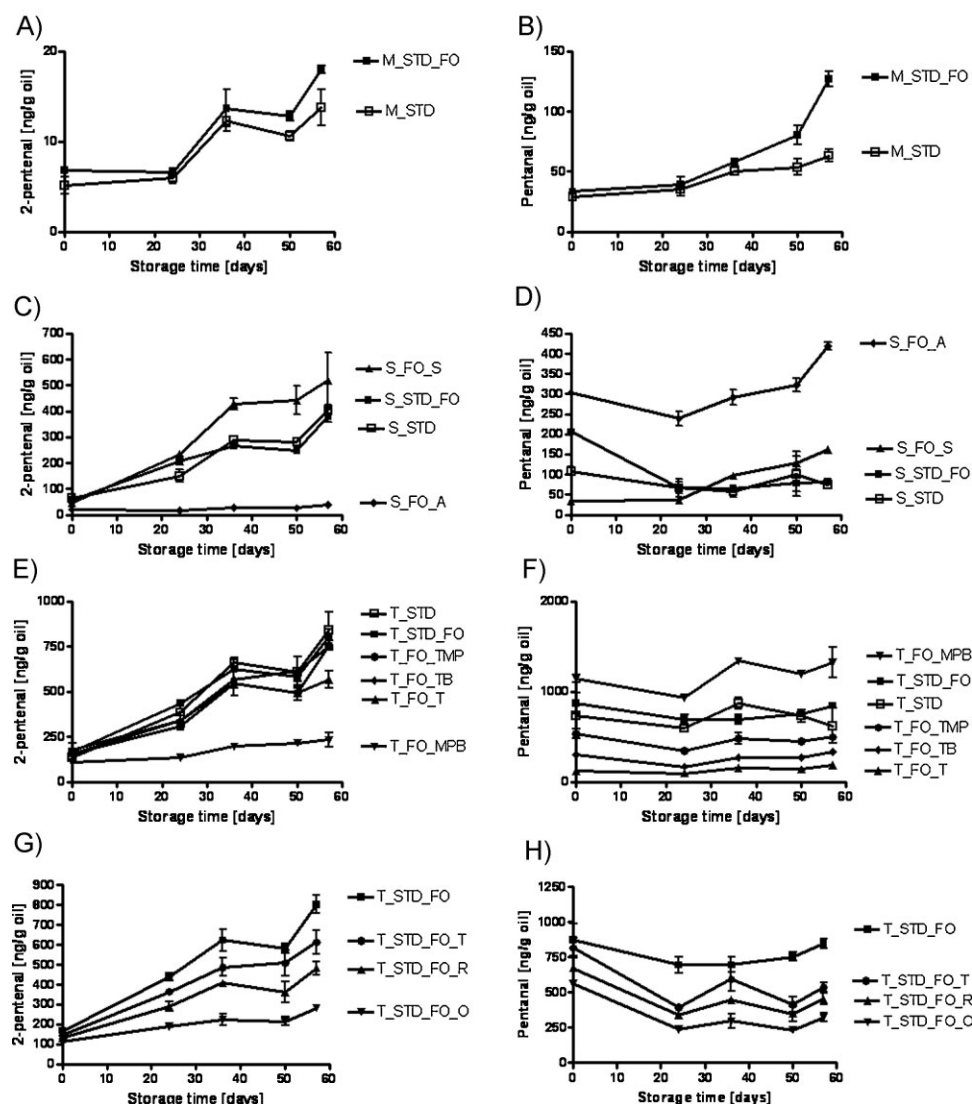 A)
2-pentenal [ng/g oil]
20
10
0
0 10 20 30 40 50 60
Storage time [days]
M_STD_FO
M_STD
B)
Pentanal [ng/g oil]
150
100
50
0
0 10 20 30 40 50 60
Storage time [days]
M_STD_FO
M_STD
C)
2-pentenal [ng/g oil]
700
600
500
400
300
200
100
0
0 10 20 30 40 50 60
Storage time [days]
S_FO_S
S_STD_FO
S_STD
S_FO_A
D)
Pentanal [ng/g oil]
450
400
350
300
250
200
150
100
50
0
0 10 20 30 40 50 60
Storage time [days]
S_FO_A
S_FO_S
S_STD_FO
S_STD
E)
2-pentenal [ng/g oil]
1000
750
500
250
0
0 10 20 30 40 50 60
Storage time [days]
T_STD
T_STD_FO
T_FO_TMP
T_FO_TB
T_FO_T
T_FO_MPB
F)
Pentanal [ng/g oil]
2000
1000
0
0 10 20 30 40 50 60
Storage time [days]
T_FO_MPB
T_STD_FO
T_STD
T_FO_TMP
T_FO_TB
T_FO_T
G)
2-pentenal [ng/g oil]
900
800
700
600
500
400
300
200
100
0
0 10 20 30 40 50 60
Storage time [days]
T_STD_FO
T_STD_FO_T
T_STD_FO_R
T_STD_FO_O
H)
Pentanal [ng/g oil]
1250
1000
750
500
250
0
0 10 20 30 40 50 60
Storage time [days]
T_STD_FO
T_STD_FO_T
T_STD_FO_R
T_STD_FO_O